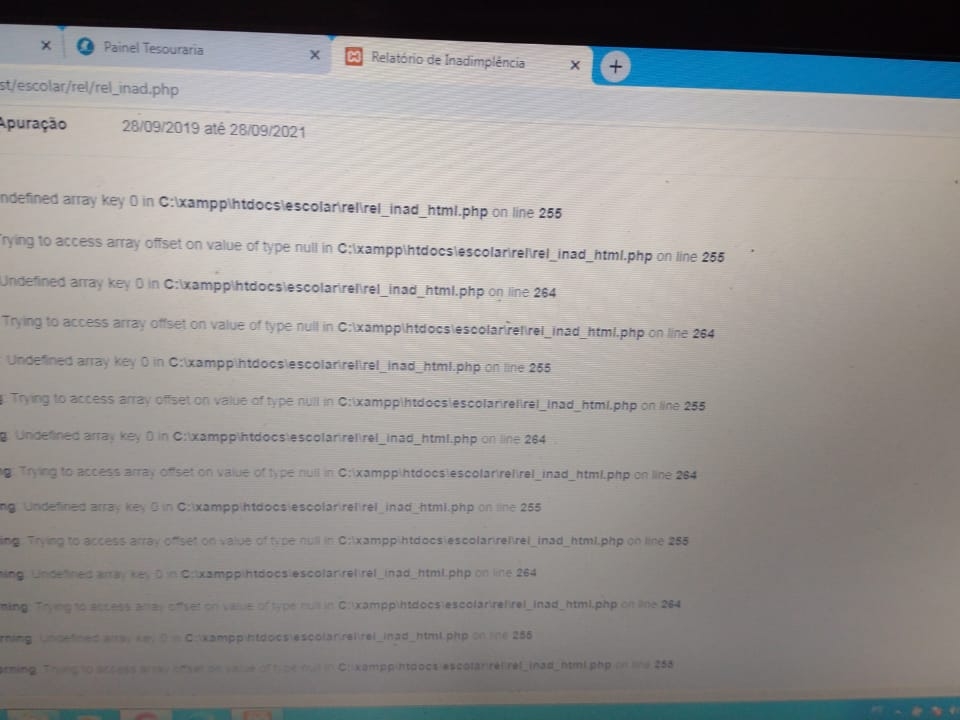 Painel Tesouraria
Relatório de Inadimplência
st/escolar/rel/rel_inad.php
Apuração 28/09/2019 até 28/09/2021
ndefined array key 0 in C:\xampp\htdocs\escolar\rel\rel_inad_html.php on line 255
Trying to access array offset on value of type null in C:\xampp\htdocs\escolar\rel\rel_inad_html.php on line 255
Undefined array key 0 in C:\xampp\htdocs\escolar\rel\rel_inad_html.php on line 264
Trying to access array offset on value of type null in C:\xampp\htdocs\escolar\rel\rel_inad_html.php on line 264
: Undefined array key 0 in C:\xampp\htdocs\escolar\rel\rel_inad_html.php on line 255
g: Trying to access array offset on value of type null in C:\xampp\htdocs\escolar\rel\rel_inad_html.php on line 255
g: Undefined array key 0 in C:\xampp\htdocs\escolar\rel\rel_inad_html.php on line 264
ng: Trying to access array offset on value of type null in C:\xampp\htdocs\escolar\rel\rel_inad_html.php on line 264
ng: Undefined array key 0 in C:\xampp\htdocs\escolar\rel\rel_inad_html.php on line 255
ing: Trying to access array offset on value of type null in C:\xampp\htdocs\escolar\rel\rel_inad_html.php on line 255
ning: Undefined array key 0 in C:\xampp\htdocs\escolar\rel\rel_inad_html.php on line 264
ning: Trying to access array offset on value of type null in C:\xampp\htdocs\escolar\rel\rel_inad_html.php on line 264
rning: Undefined array key 0 in C:\xampp\htdocs\escolar\rel\rel_inad_html.php on line 255
arning: Trying to access array offset on value of type null in C:\xampp\htdocs\escolar\rel\rel_inad_html.php on line 255